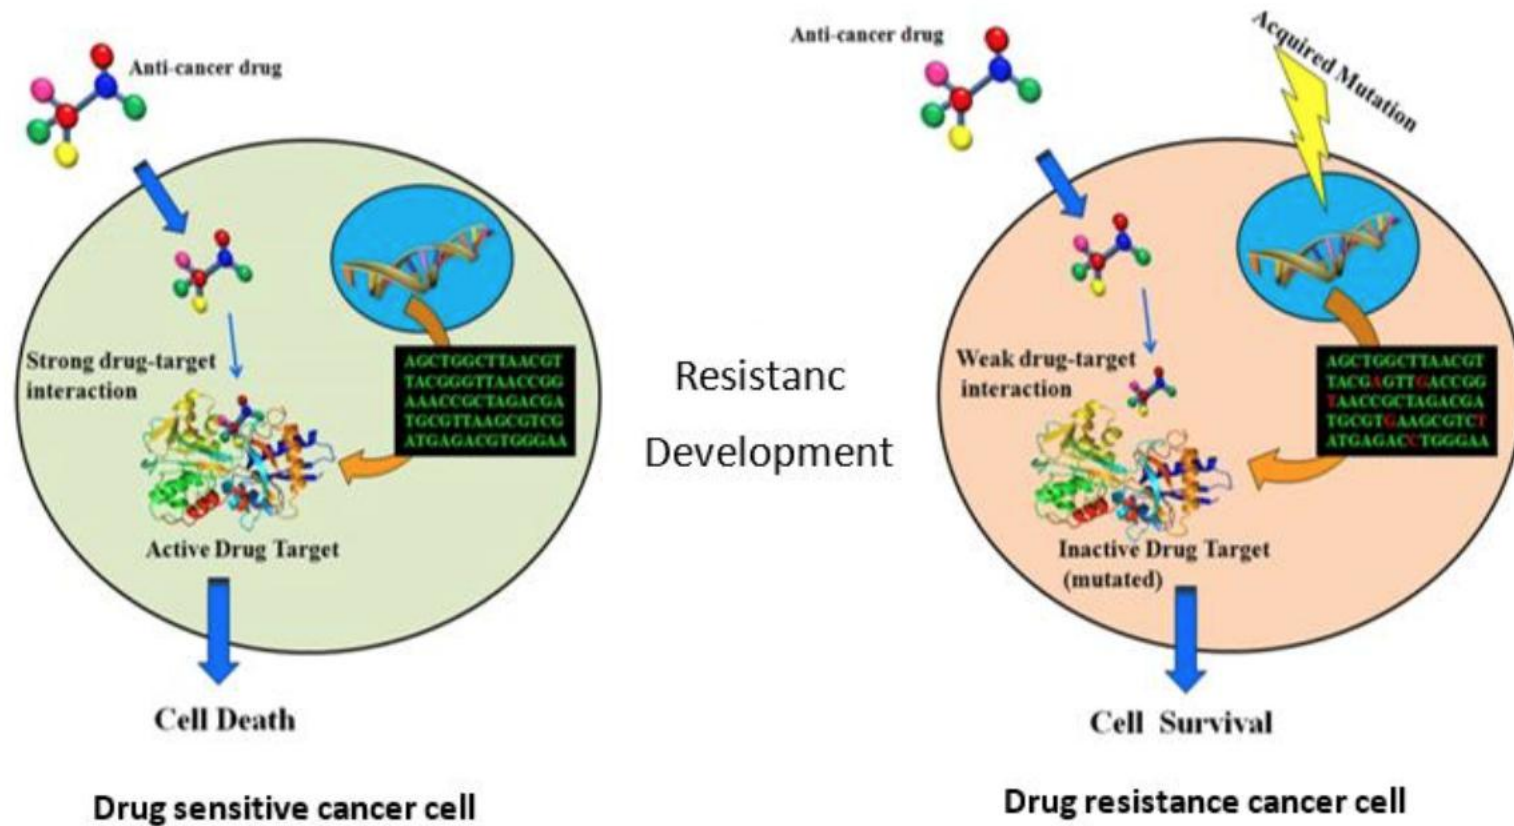 Anti-cancer drug
Strong drug-target
interaction
AGCTGGCTTAACGT
TACGGGTTAACCGG
AAACCGCTAGACGA
TGCGTTAAGCGTCG
ATGAGACGTGGGAA
Active Drug Target
Cell Death
Drug sensitive cancer cell
Resistanc
Development
Anti-cancer drug
Acquired Mutation
Weak drug-target
interaction
AGCTGGCTTAACGT
TACGAGTTGACCGG
TAACCGCTAGACGA
TGCGTGAAGCGTCT
ATGAGACCTGGGAA
Inactive Drug Target
(mutated)
Cell Survival
Drug resistance cancer cell